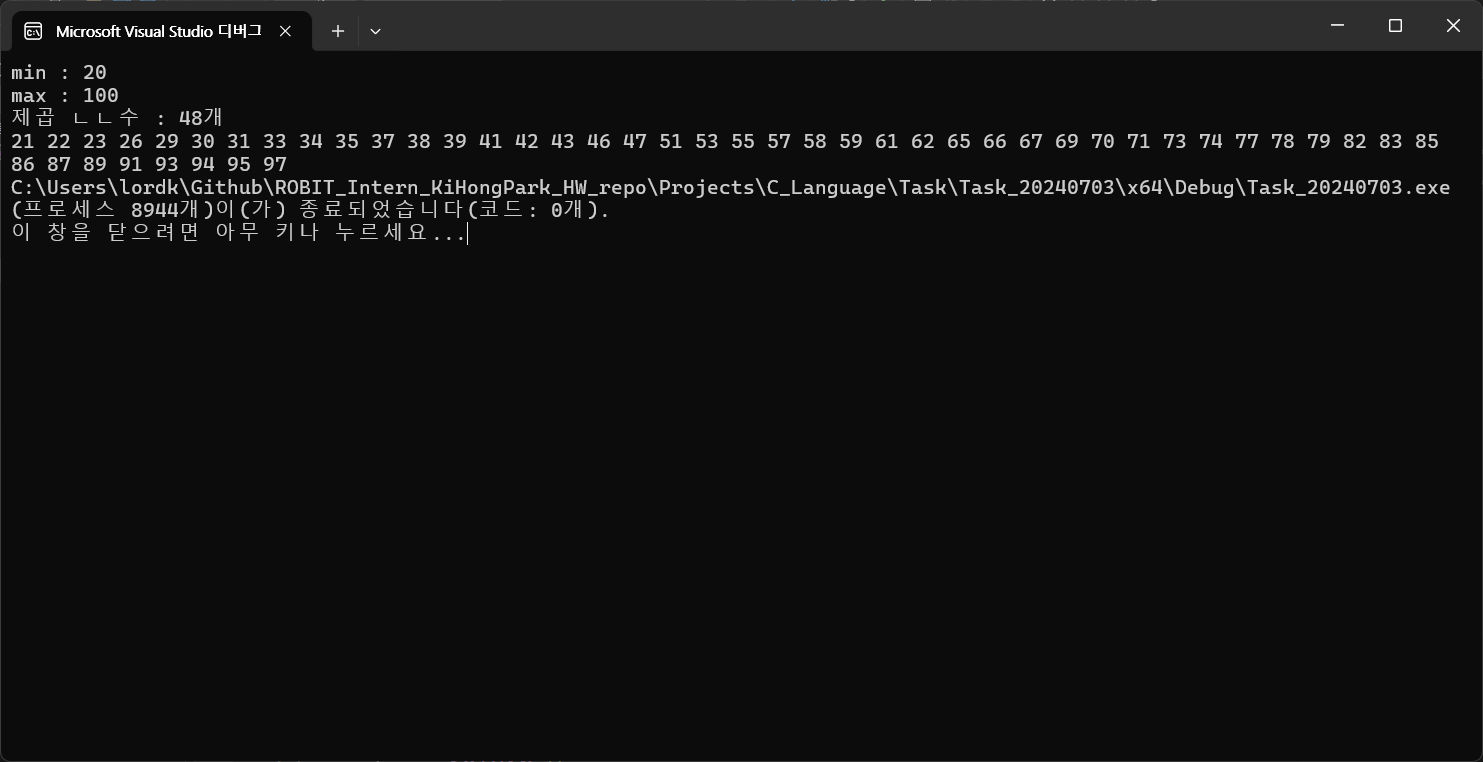 Microsoft Visual Studio 디버그
min : 20
max : 100
제곱 ㄴㄴ수 : 48개
21 22 23 26 29 30 31 33 34 35 37 38 39 41 42 43 46 47 51 53 55 57 58 59 61 62 65 66 67 69 70 71 73 74 77 78 79 82 83 85
86 87 89 91 93 94 95 97
C:\Users\lordk\Github\ROBIT_Intern_KiHongPark_HW_repo\Projects\C_Language\Task\Task_20240703\x64\Debug\Task_20240703.exe
(프로세스 8944개)이(가) 종료되었습니다(코드: 0개).
이 창을 닫으려면 아무 키나 누르세요...